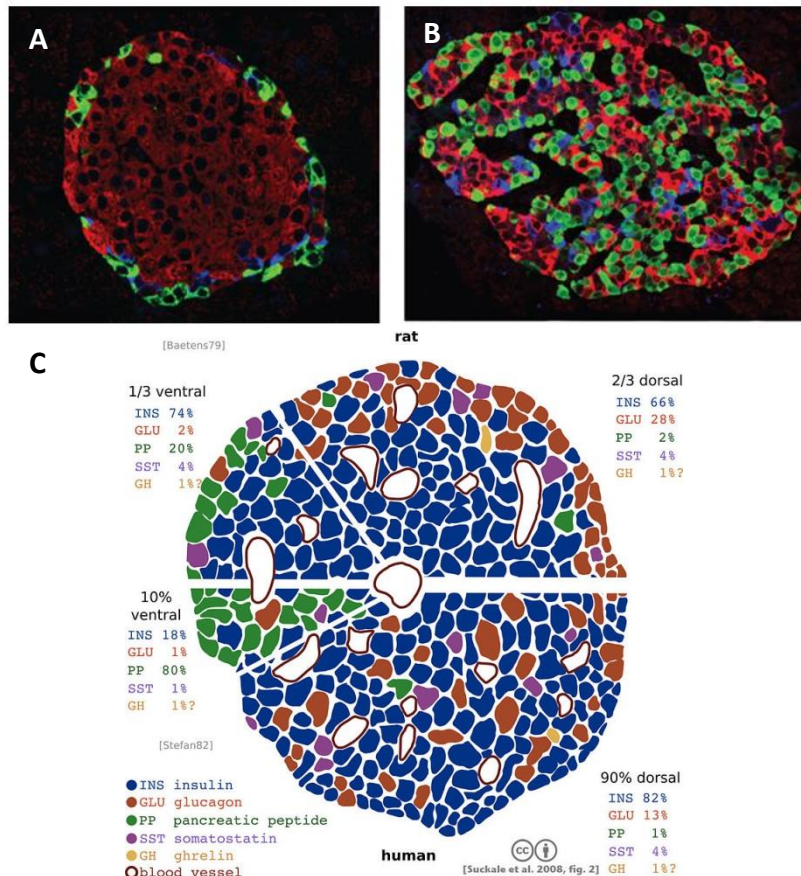 A
B
[Baetens79]
rat
C
1/3 ventral
INS 74%
GLU 2%
PP 20%
SST 4%
GH 1%?
2/3 dorsal
INS 66%
GLU 28%
PP 2%
SST 4%
GH 1%?
10%
ventral
INS 18%
GLU 1%
PP 80%
SST 1%
GH 1%?
[Stefan82]
INS insulin
GLU glucagon
PP pancreatic peptide
SST somatostatin
GH ghrelin
blood vessel
human
cc
[Suckale et al. 2008, fig. 2]
90% dorsal
INS 82%
GLU 13%
PP 1%
SST 4%
GH 1%?